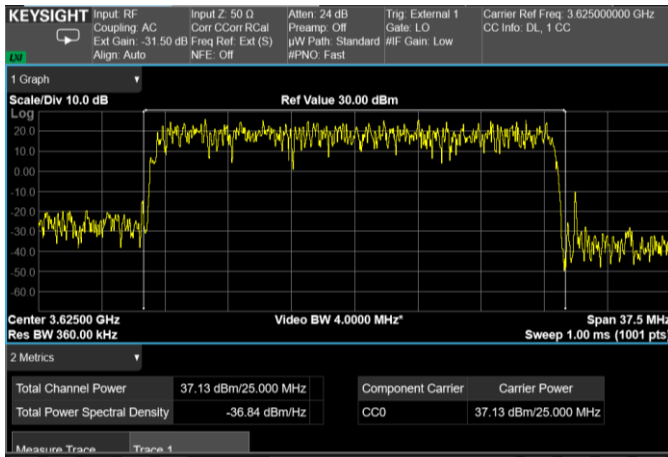 KEYSIGHT Input: RF Input Z: 50 Ω Atten: 24 dB Trig: External 1 Carrier Ref Freq: 3.625000000 GHz
Coupling: AC Corr CCorr RCal Preamp: Off Gate: LO CC Info: DL, 1 CC
Ext Gain: -31.50 dB Freq Ref: Ext (S) µW Path: Standard #IF Gain: Low
LXI Align: Auto NFE: Off #PNO: Fast
1 Graph
Scale/Div 10.0 dB Ref Value 30.00 dBm
Log
20.0
10.0
0.00
-10.0
-20.0
-30.0
-40.0
-50.0
-60.0
Center 3.62500 GHz Video BW 4.0000 MHz* Span 37.5 MHz
Res BW 360.00 kHz Sweep 1.00 ms (1001 pts)
2 Metrics
Total Channel Power 37.13 dBm/25.000 MHz Component Carrier Carrier Power
Total Power Spectral Density -36.84 dBm/Hz CC0 37.13 dBm/25.000 MHz
Measure Trace Trace 1